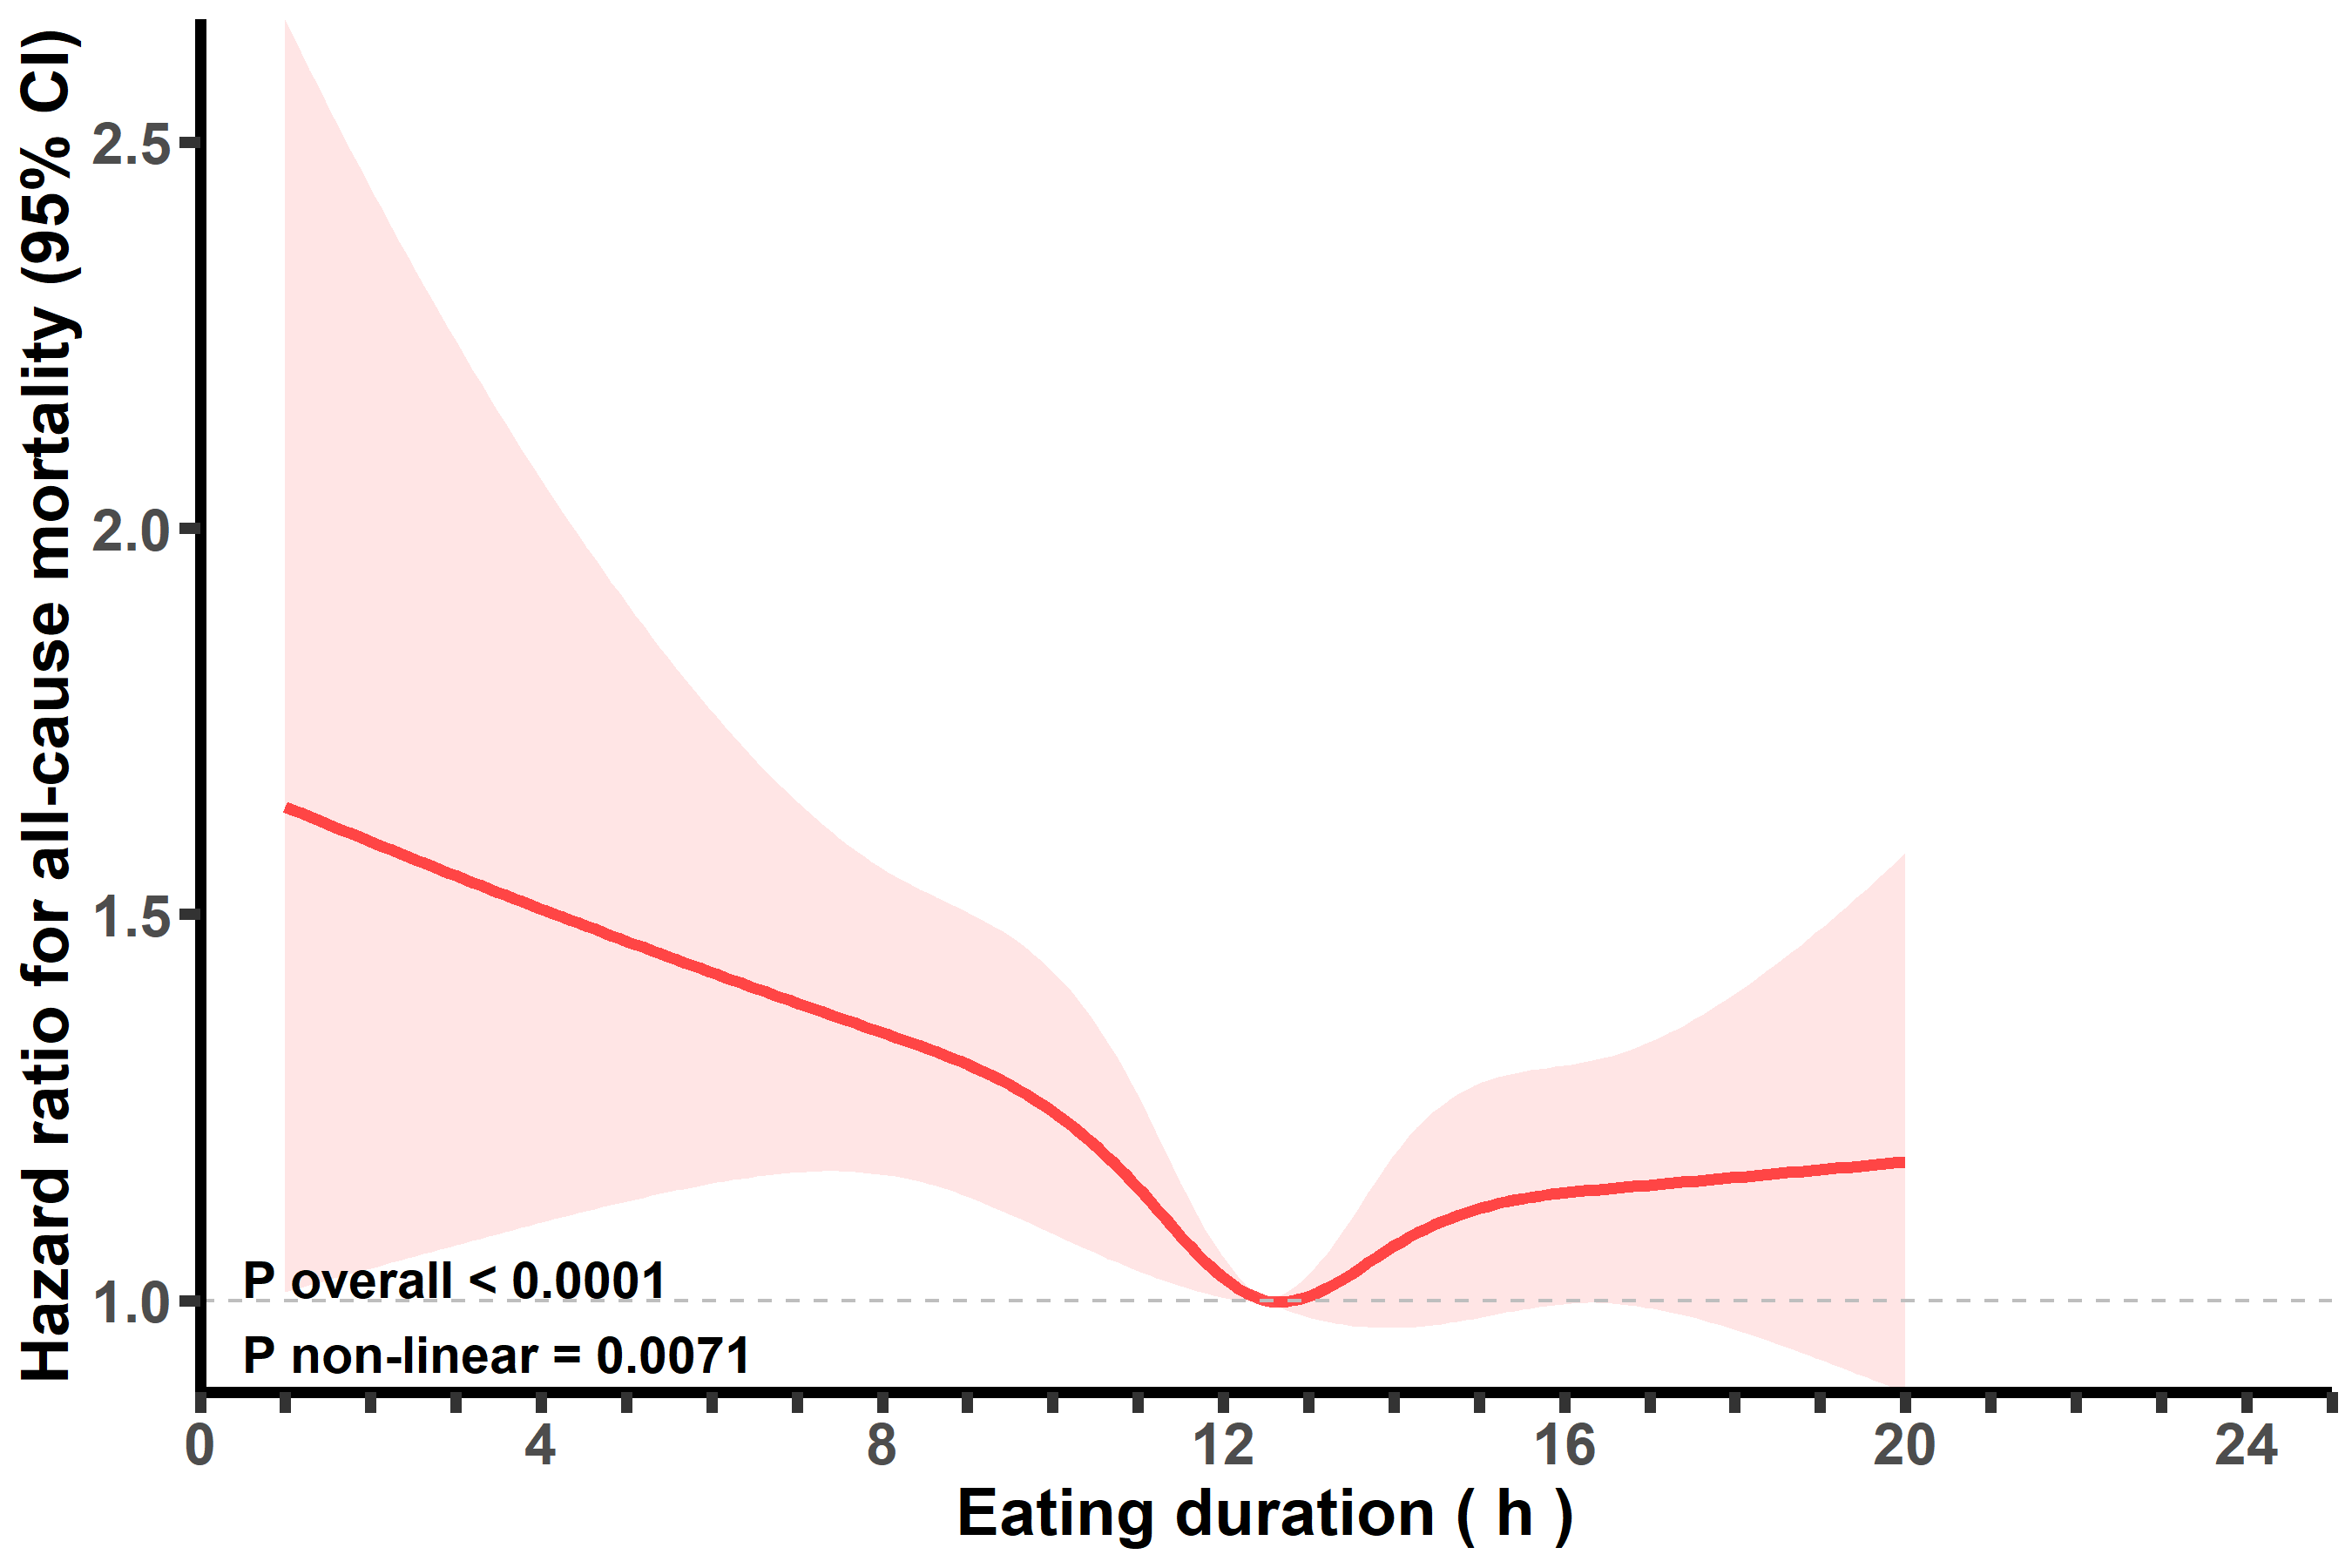 Hazard ratio for all-cause mortality (95% CI)
2.5
2.0
1.5
1.0
P overall < 0.0001
P non-linear = 0.0071
0 4 8 12 16 20 24
Eating duration ( h )